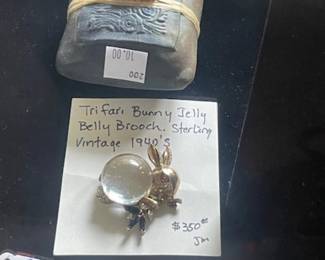 200
10.00
Trifari Bunny Jelly
Belly Brooch. Sterling
Vintage 1940's
$350.00
Jm